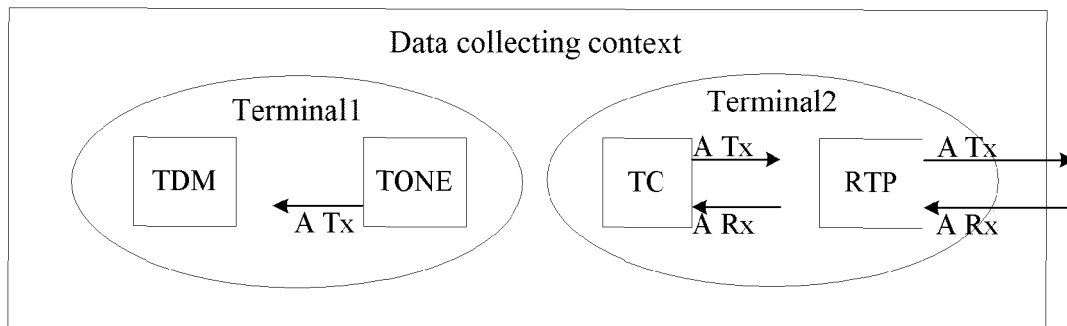 Data collecting context
Terminal1
Terminal2
TDM
TONE
A Tx
TC
A Tx
A Rx
RTP
A Tx
A Rx